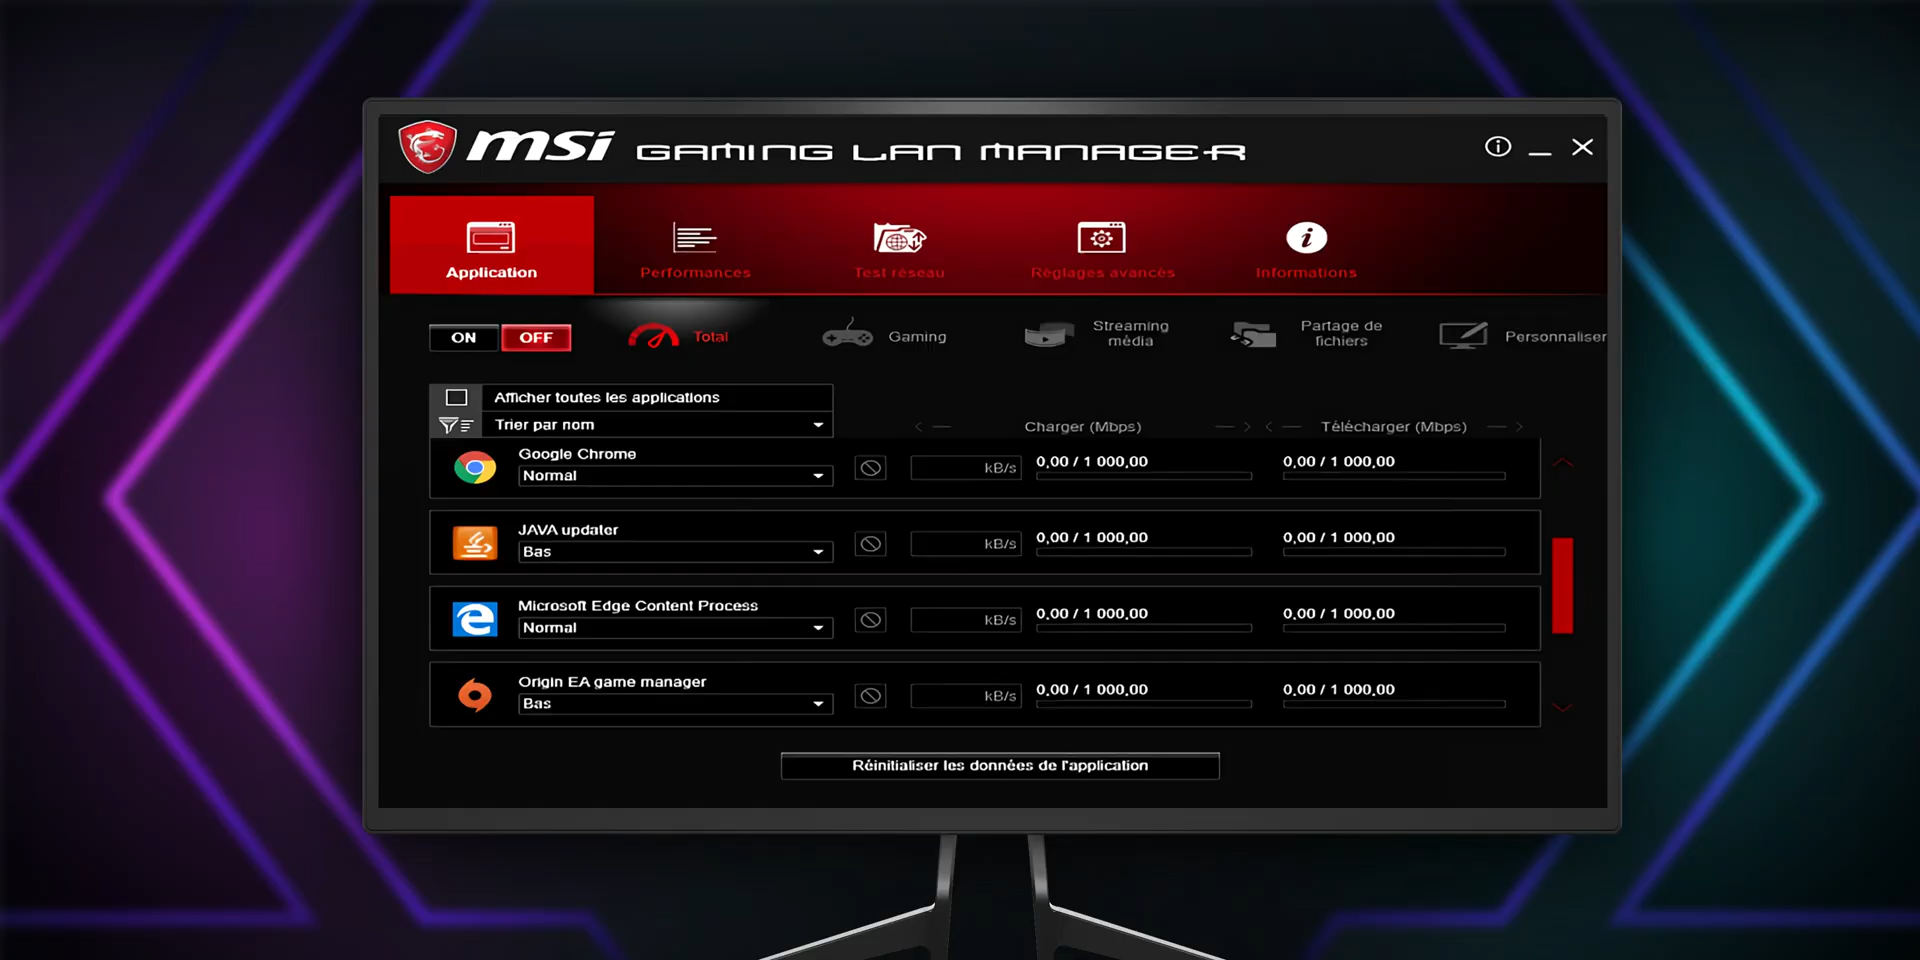 msi GAMING LAN MANAGER
Application
Performances
Test réseau
Réglages avancés
Informations
ON OFF
Total
Gaming
Streaming
média
Partage de
fichiers
Personnaliser
Afficher toutes les applications
Trier par nom
Charger (Mbps)
Télécharger (Mbps)
Google Chrome
Normal
kB/s
0,00 / 1 000,00
0,00 / 1 000,00
JAVA updater
Bas
kB/s
0,00 / 1 000,00
0,00 / 1 000,00
Microsoft Edge Content Process
Normal
kB/s
0,00 / 1 000,00
0,00 / 1 000,00
Origin EA game manager
Bas
kB/s
0,00 / 1 000,00
0,00 / 1 000,00
Réinitialiser les données de l'application